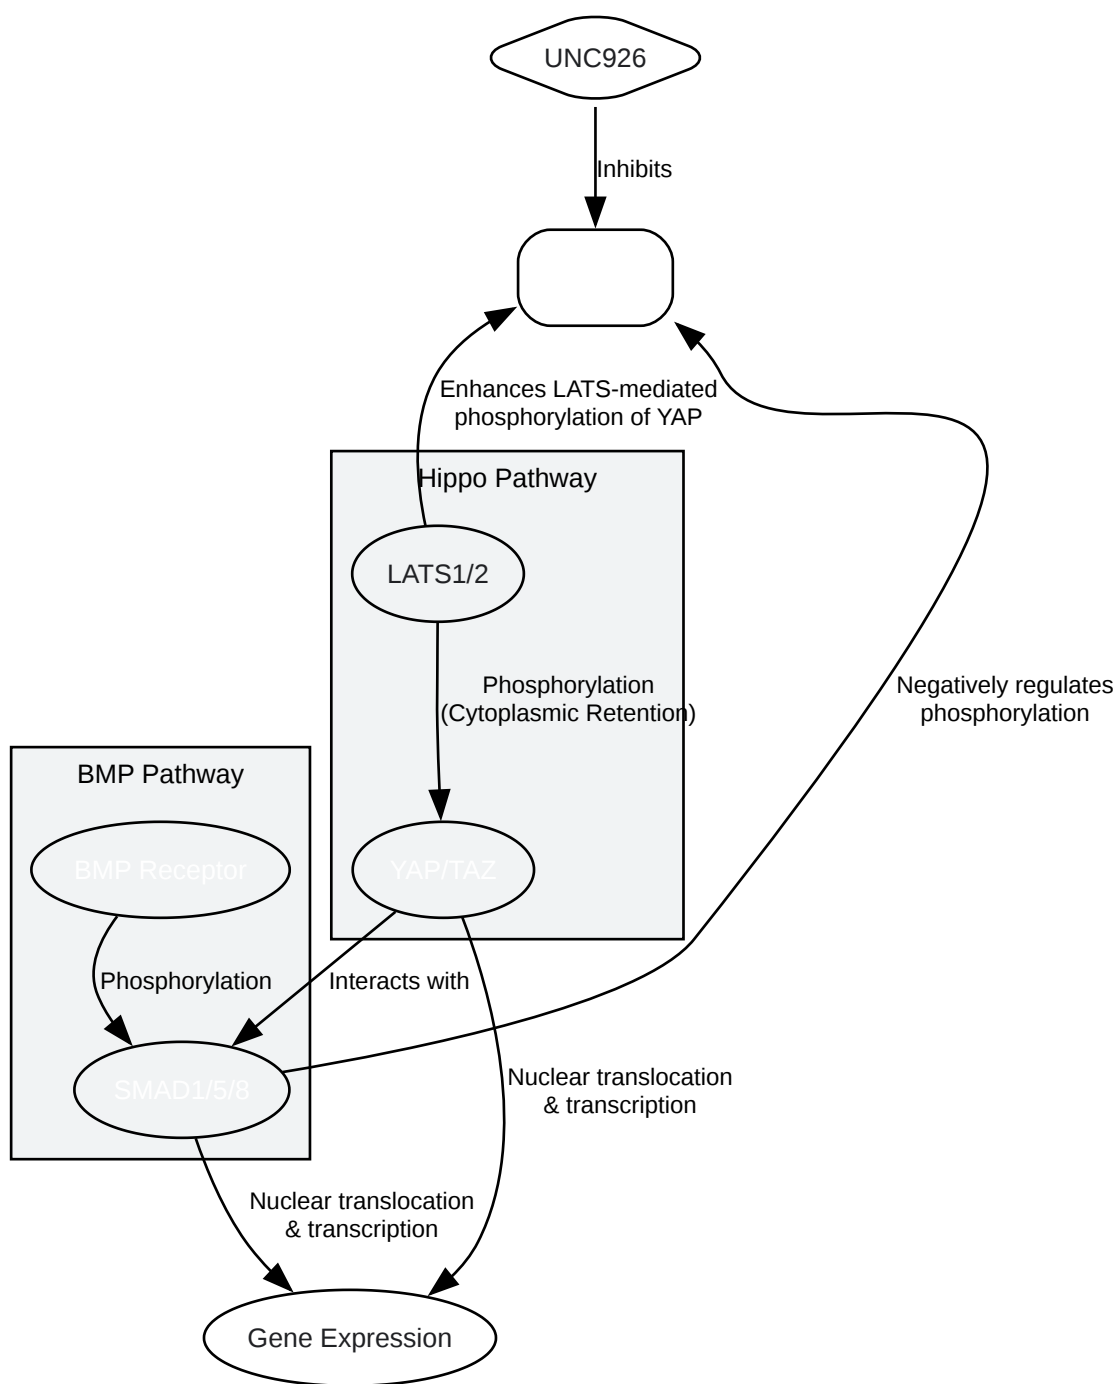 UNC926
Inhibits
Enhances LATS-mediated
phosphorylation of YAP
Hippo Pathway
LATS1/2
Phosphorylation
(Cytoplasmic Retention)
Negatively regulates
phosphorylation
BMP Pathway
BMP Receptor
YAP/TAZ
Phosphorylation
Interacts with
SMAD1/5/8
Nuclear translocation
& transcription
Nuclear translocation
& transcription
Gene Expression